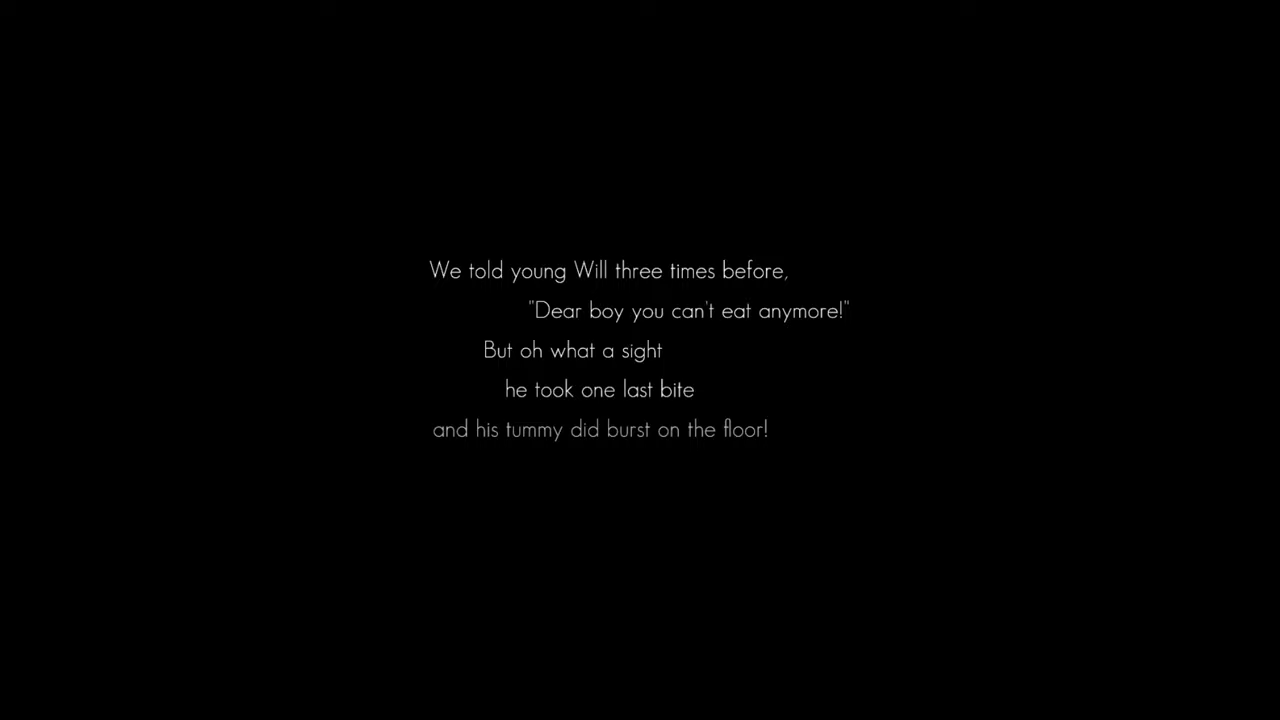 We told young Will three times before,
"Dear boy you can't eat anymore!"
But oh what a sight
he took one last bite
and his tummy did burst on the floor!